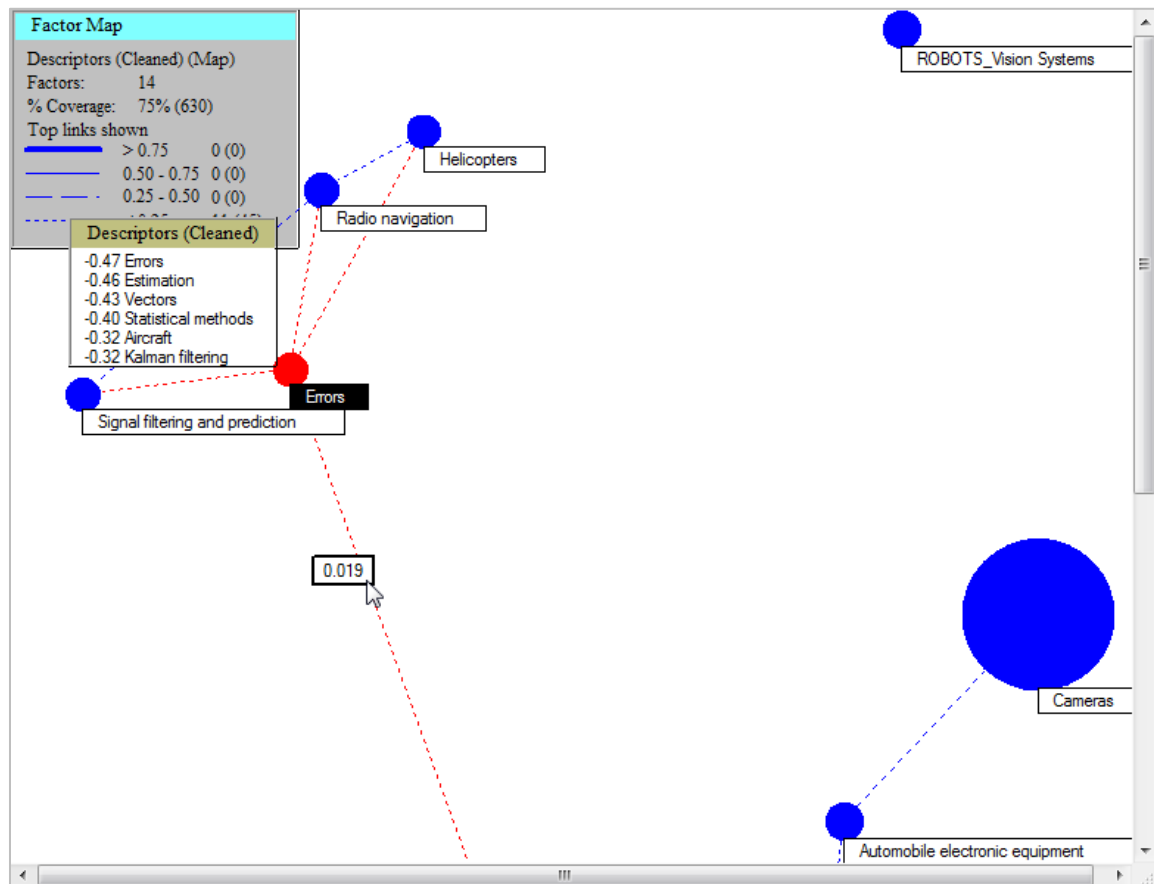 Factor Map
Descriptors (Cleaned) (Map)
Factors: 14
% Coverage: 75% (630)
Top links shown
> 0.75 0 (0)
0.50 - 0.75 0 (0)
0.25 - 0.50 0 (0)
Descriptors (Cleaned)
-0.47 Errors
-0.46 Estimation
-0.43 Vectors
-0.40 Statistical methods
-0.32 Aircraft
-0.32 Kalman filtering
ROBOTS_Vision Systems
Helicopters
Radio navigation
Errors
Signal filtering and prediction
0.019
Cameras
Automobile electronic equipment